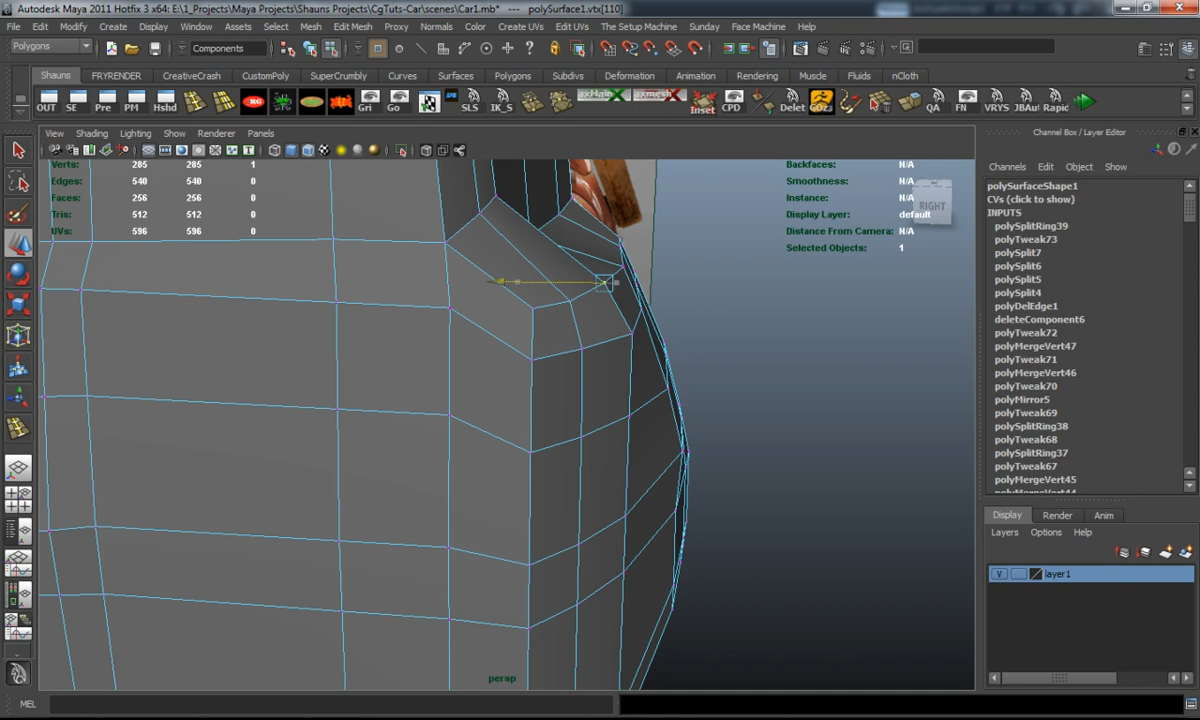 Autodesk Maya 2011 Hotfix 3 x64: E:\1_Projects\Maya Projects\Shauns Projects\CgTuts-Car\scenes\Car1.mb* --- polySurface1.vtx[110]
File Edit Modify Create Display Window Assets Select Mesh Edit Mesh Proxy Normals Color Create UVs Edit UVs The Setup Machine Sunday Face Machine Help
Polygons Components
Shauns FRYRENDER CreativeCrash CustomPoly SuperCrumbly Curves Surfaces Polygons Subdivs Deformation Animation Rendering Muscle Fluids nCloth
OUT SE Pre PM Hshd Gri Go SLS IK_S Inset CPD Delet GOz3 QA FN VRYS JBAu Rapic
View Shading Lighting Show Renderer Panels
Channel Box / Layer Editor
Channels Edit Object Show
Verts: 285 285 1
Edges: 540 540 0
Faces: 256 256 0
Tris: 512 512 0
UVs: 596 596 0
Backfaces: N/A
Smoothness: N/A
Instance: N/A
Display Layer: default
Distance From Camera: N/A
Selected Objects: 1
RIGHT
polySurfaceShape1
CVs (click to show)
INPUTS
polySplitRing39
polyTweak73
polySplit7
polySplit6
polySplit5
polySplit4
polyDelEdge1
deleteComponent6
polyTweak72
polyMergeVert47
polyTweak71
polyMergeVert46
polyTweak70
polyMirror5
polyTweak69
polySplitRing38
polyTweak68
polySplitRing37
polyTweak67
polyMergeVert45
polyMergeVert44
Display Render Anim
Layers Options Help
V layer1
persp
MEL